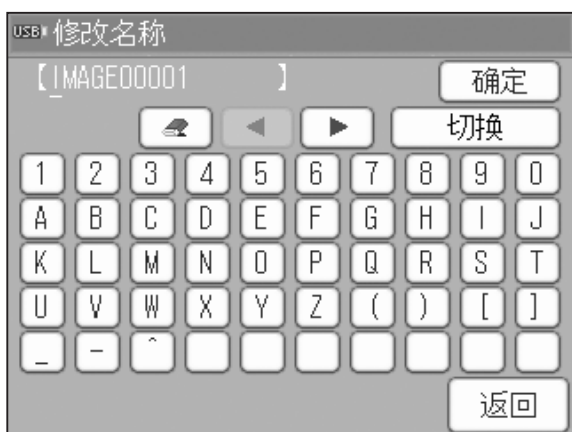 USB 修改名称
【IMAGE00001 】 确定
◀ ▶ 切换
1 2 3 4 5 6 7 8 9 0
A B C D E F G H I J
K L M N O P Q R S T
U V W X Y Z ( ) [ ]
_ - ^
返回